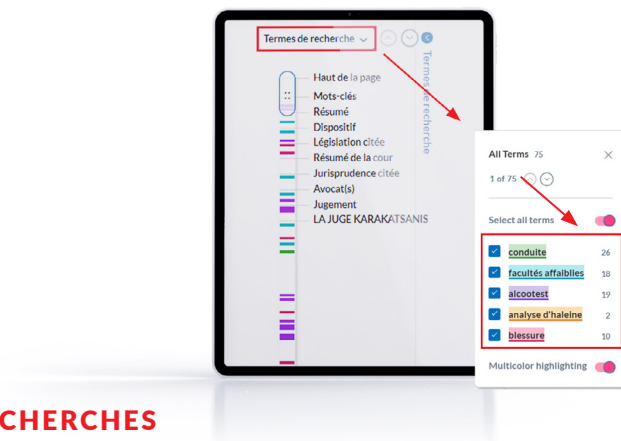 Termes de recherche
Termes de recherche
Haut de la page
Mots-clés
Résumé
Dispositif
Législation citée
Résumé de la cour
Jurisprudence citée
Avocat(s)
Jugement
LA JUGE KARAKATSANIS
All Terms 75
1 of 75
Select all terms
conduite 26
facultés affaiblies 18
alcootest 19
analyse d'haleine 2
blessure 10
Multicolor highlighting
CHERCHES